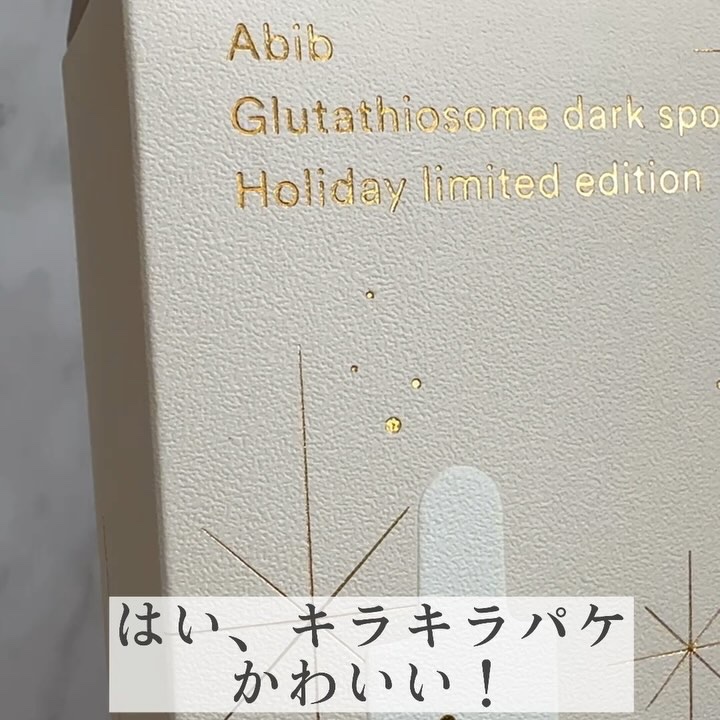 Abib
Glutathiosome dark spo
Holiday limited edition
はい、キラキラパケ
かわいい！